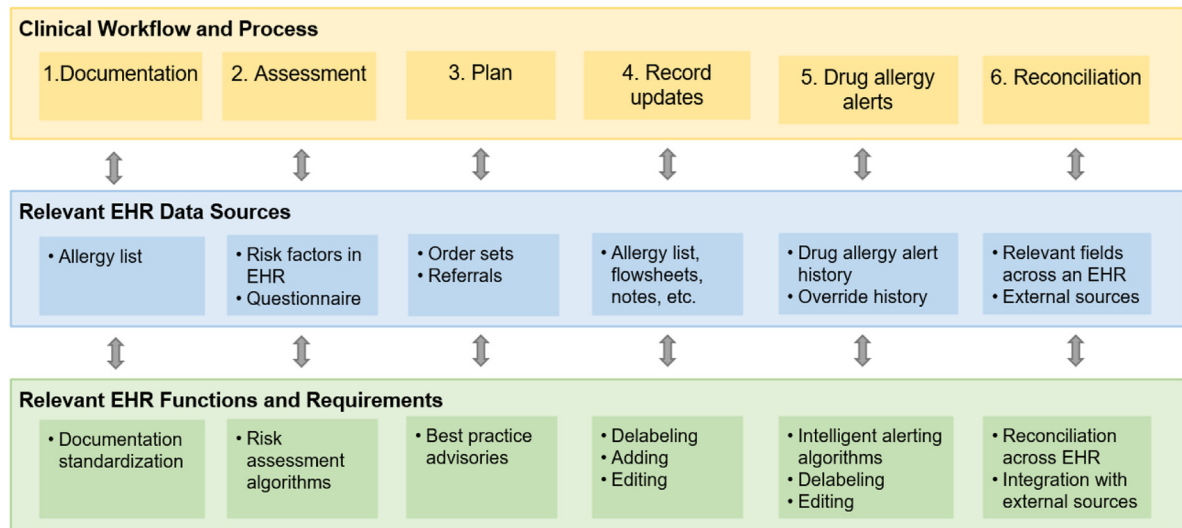 Clinical Workflow and Process
1.Documentation
2. Assessment
3. Plan
4. Record
updates
5. Drug allergy
alerts
6. Reconciliation
Relevant EHR Data Sources
• Allergy list
• Risk factors in
EHR
• Questionnaire
• Order sets
• Referrals
• Allergy list,
flowsheets,
notes, etc.
• Drug allergy alert
history
• Override history
• Relevant fields
across an EHR
• External sources
Relevant EHR Functions and Requirements
• Documentation
standardization
• Risk
assessment
algorithms
• Best practice
advisories
• Delabeling
• Adding
• Editing
• Intelligent alerting
algorithms
• Delabeling
• Editing
• Reconciliation
across EHR
• Integration with
external sources